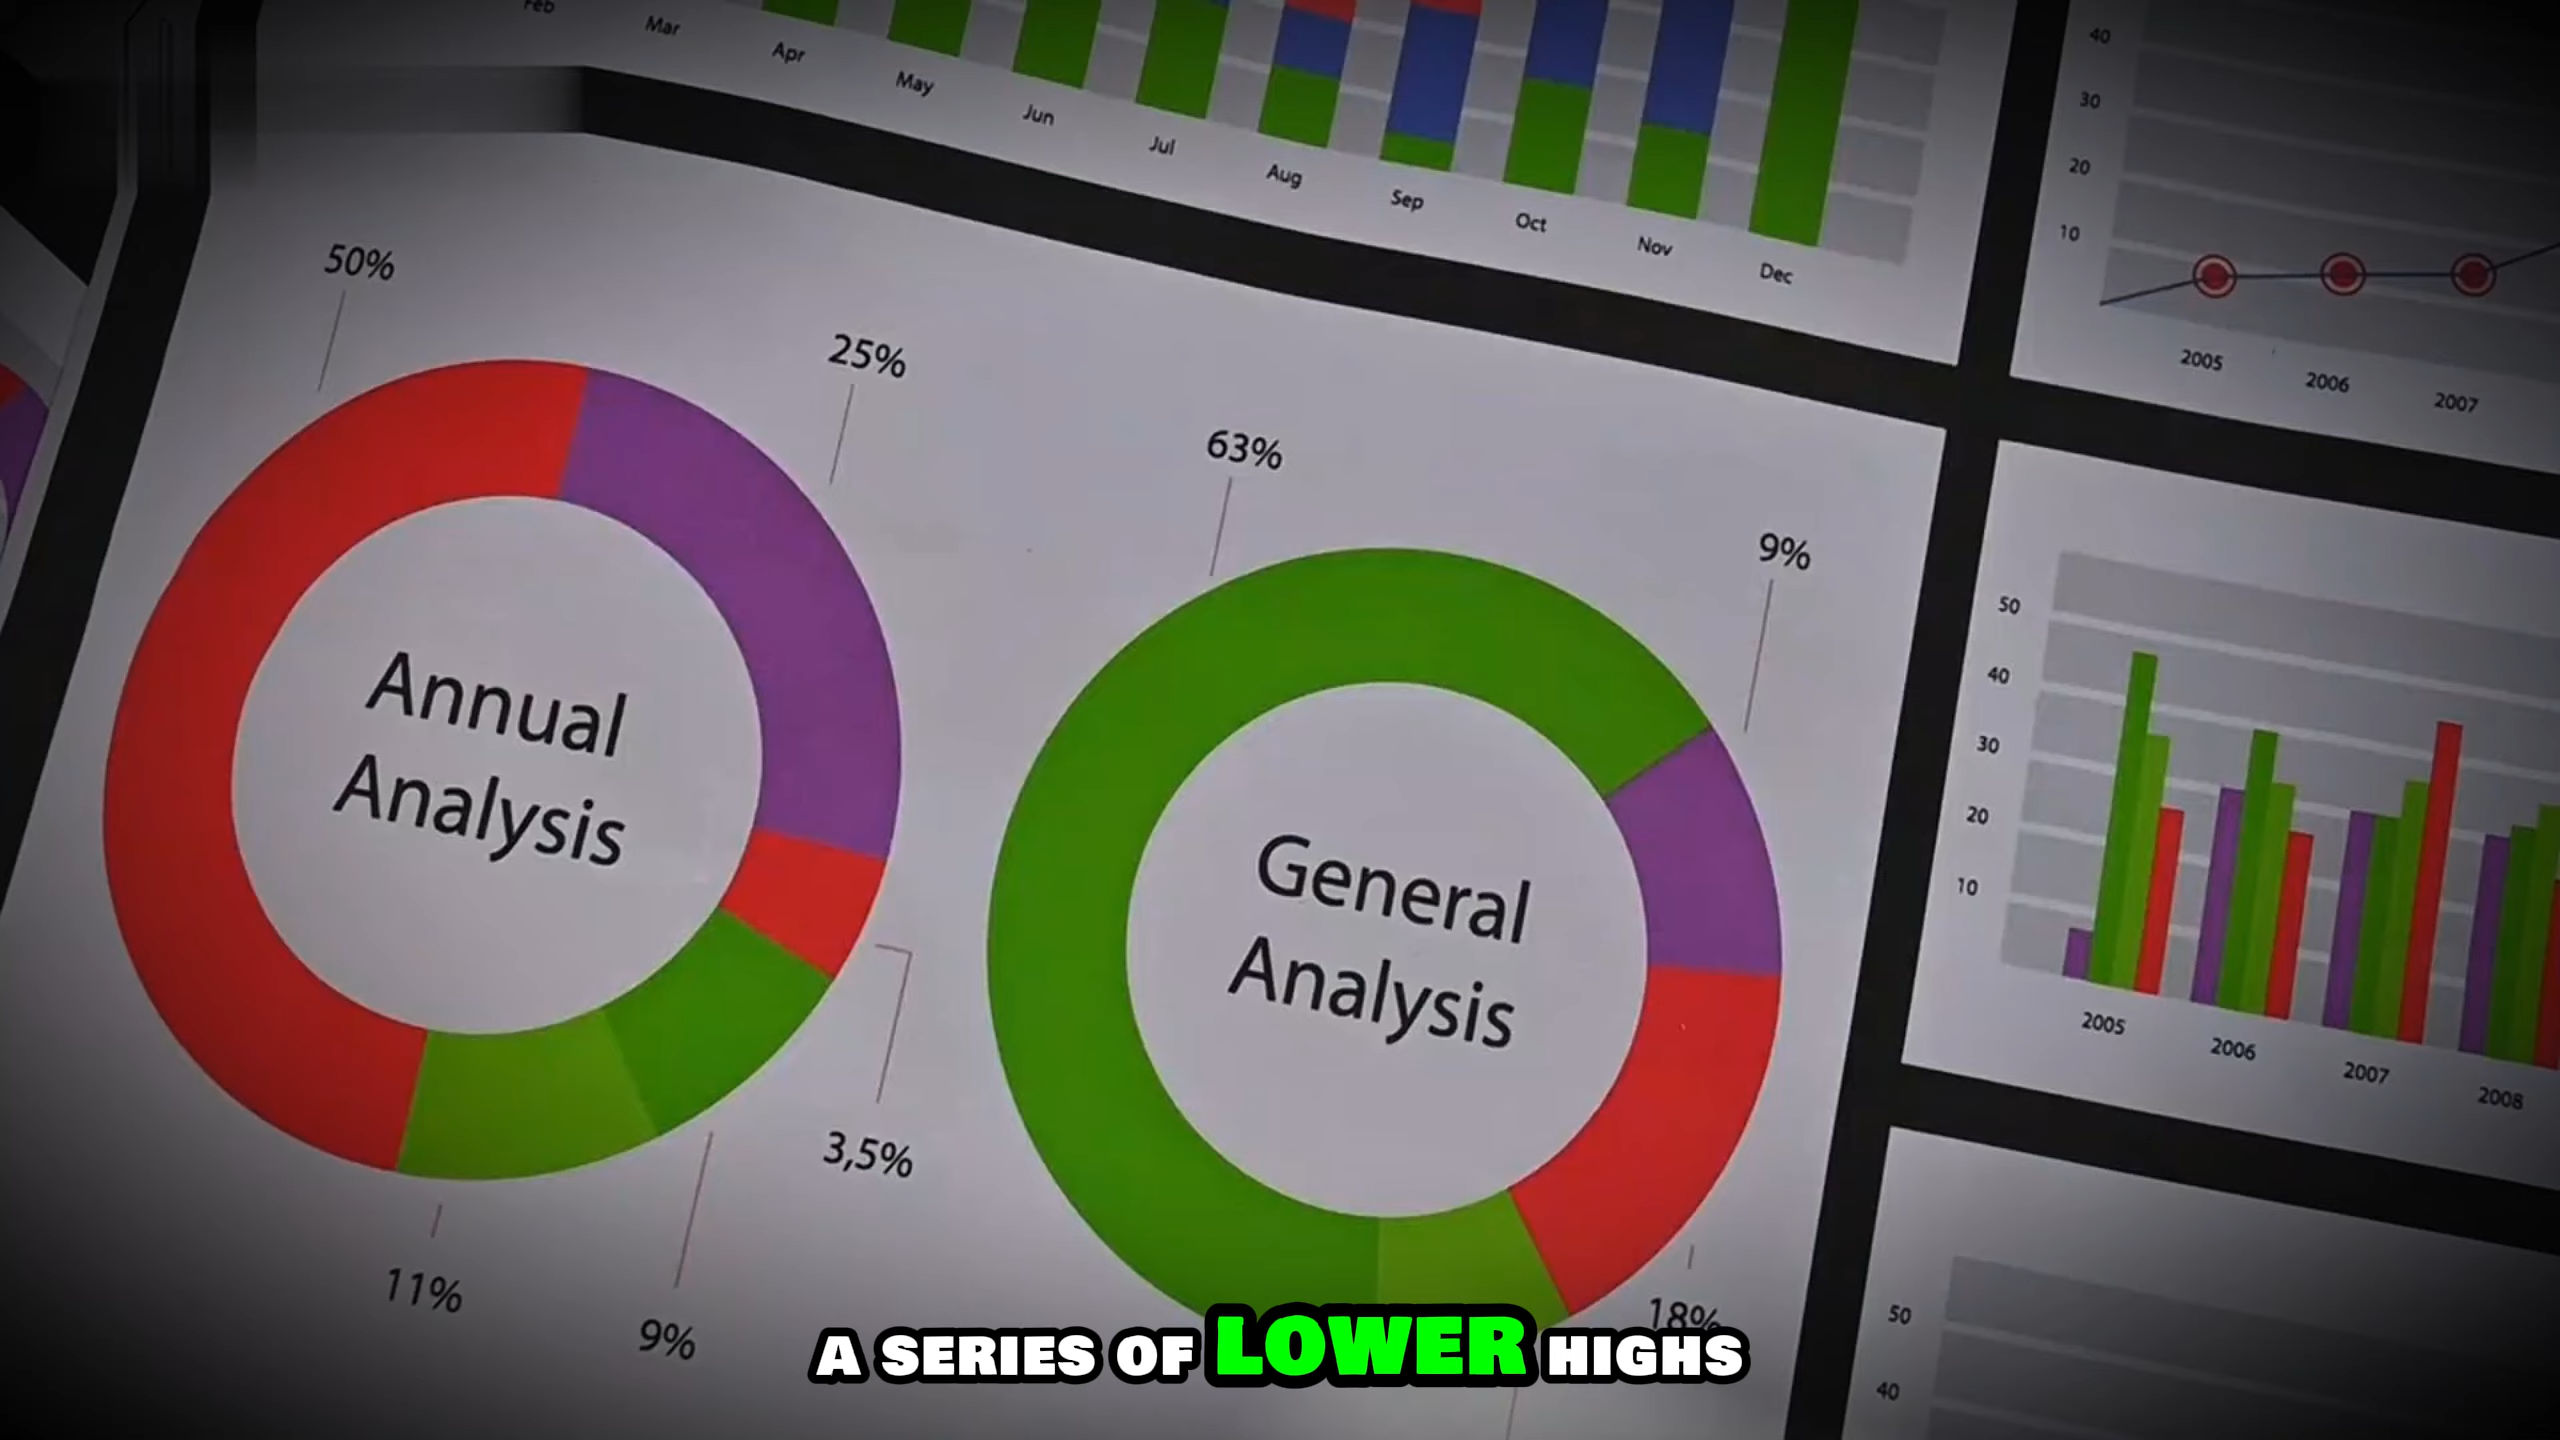 Feb
Mar
Apr
May
Jun
Jul
Aug
Sep
Oct
Nov
Dec
40
30
20
10
2005
2006
2007
50%
25%
63%
9%
Annual
Analysis
General
Analysis
3,5%
11%
9%
18%
50
40
30
20
10
2005
2006
2007
2008
50
40
A SERIES OF LOWER HIGHS